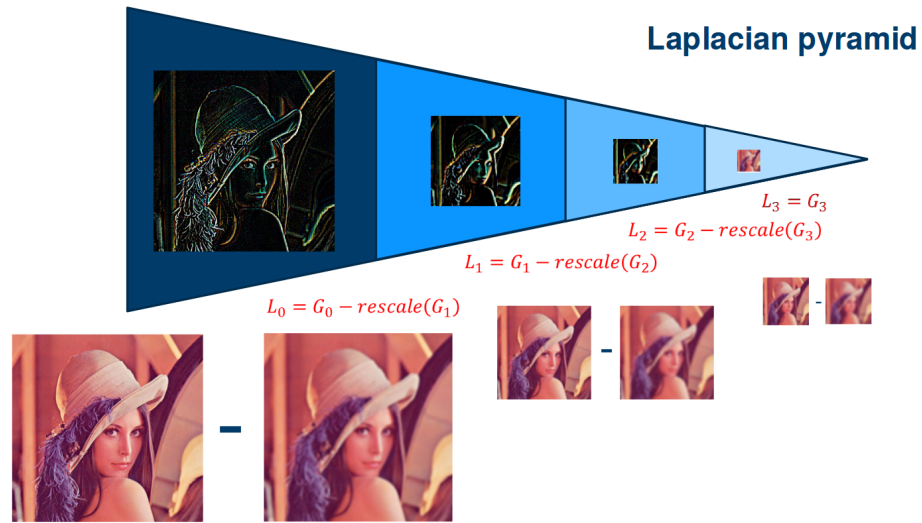 Laplacian pyramid
L₃ = G₃
L₂ = G₂ − rescale(G₃)
L₁ = G₁ − rescale(G₂)
L₀ = G₀ − rescale(G₁)